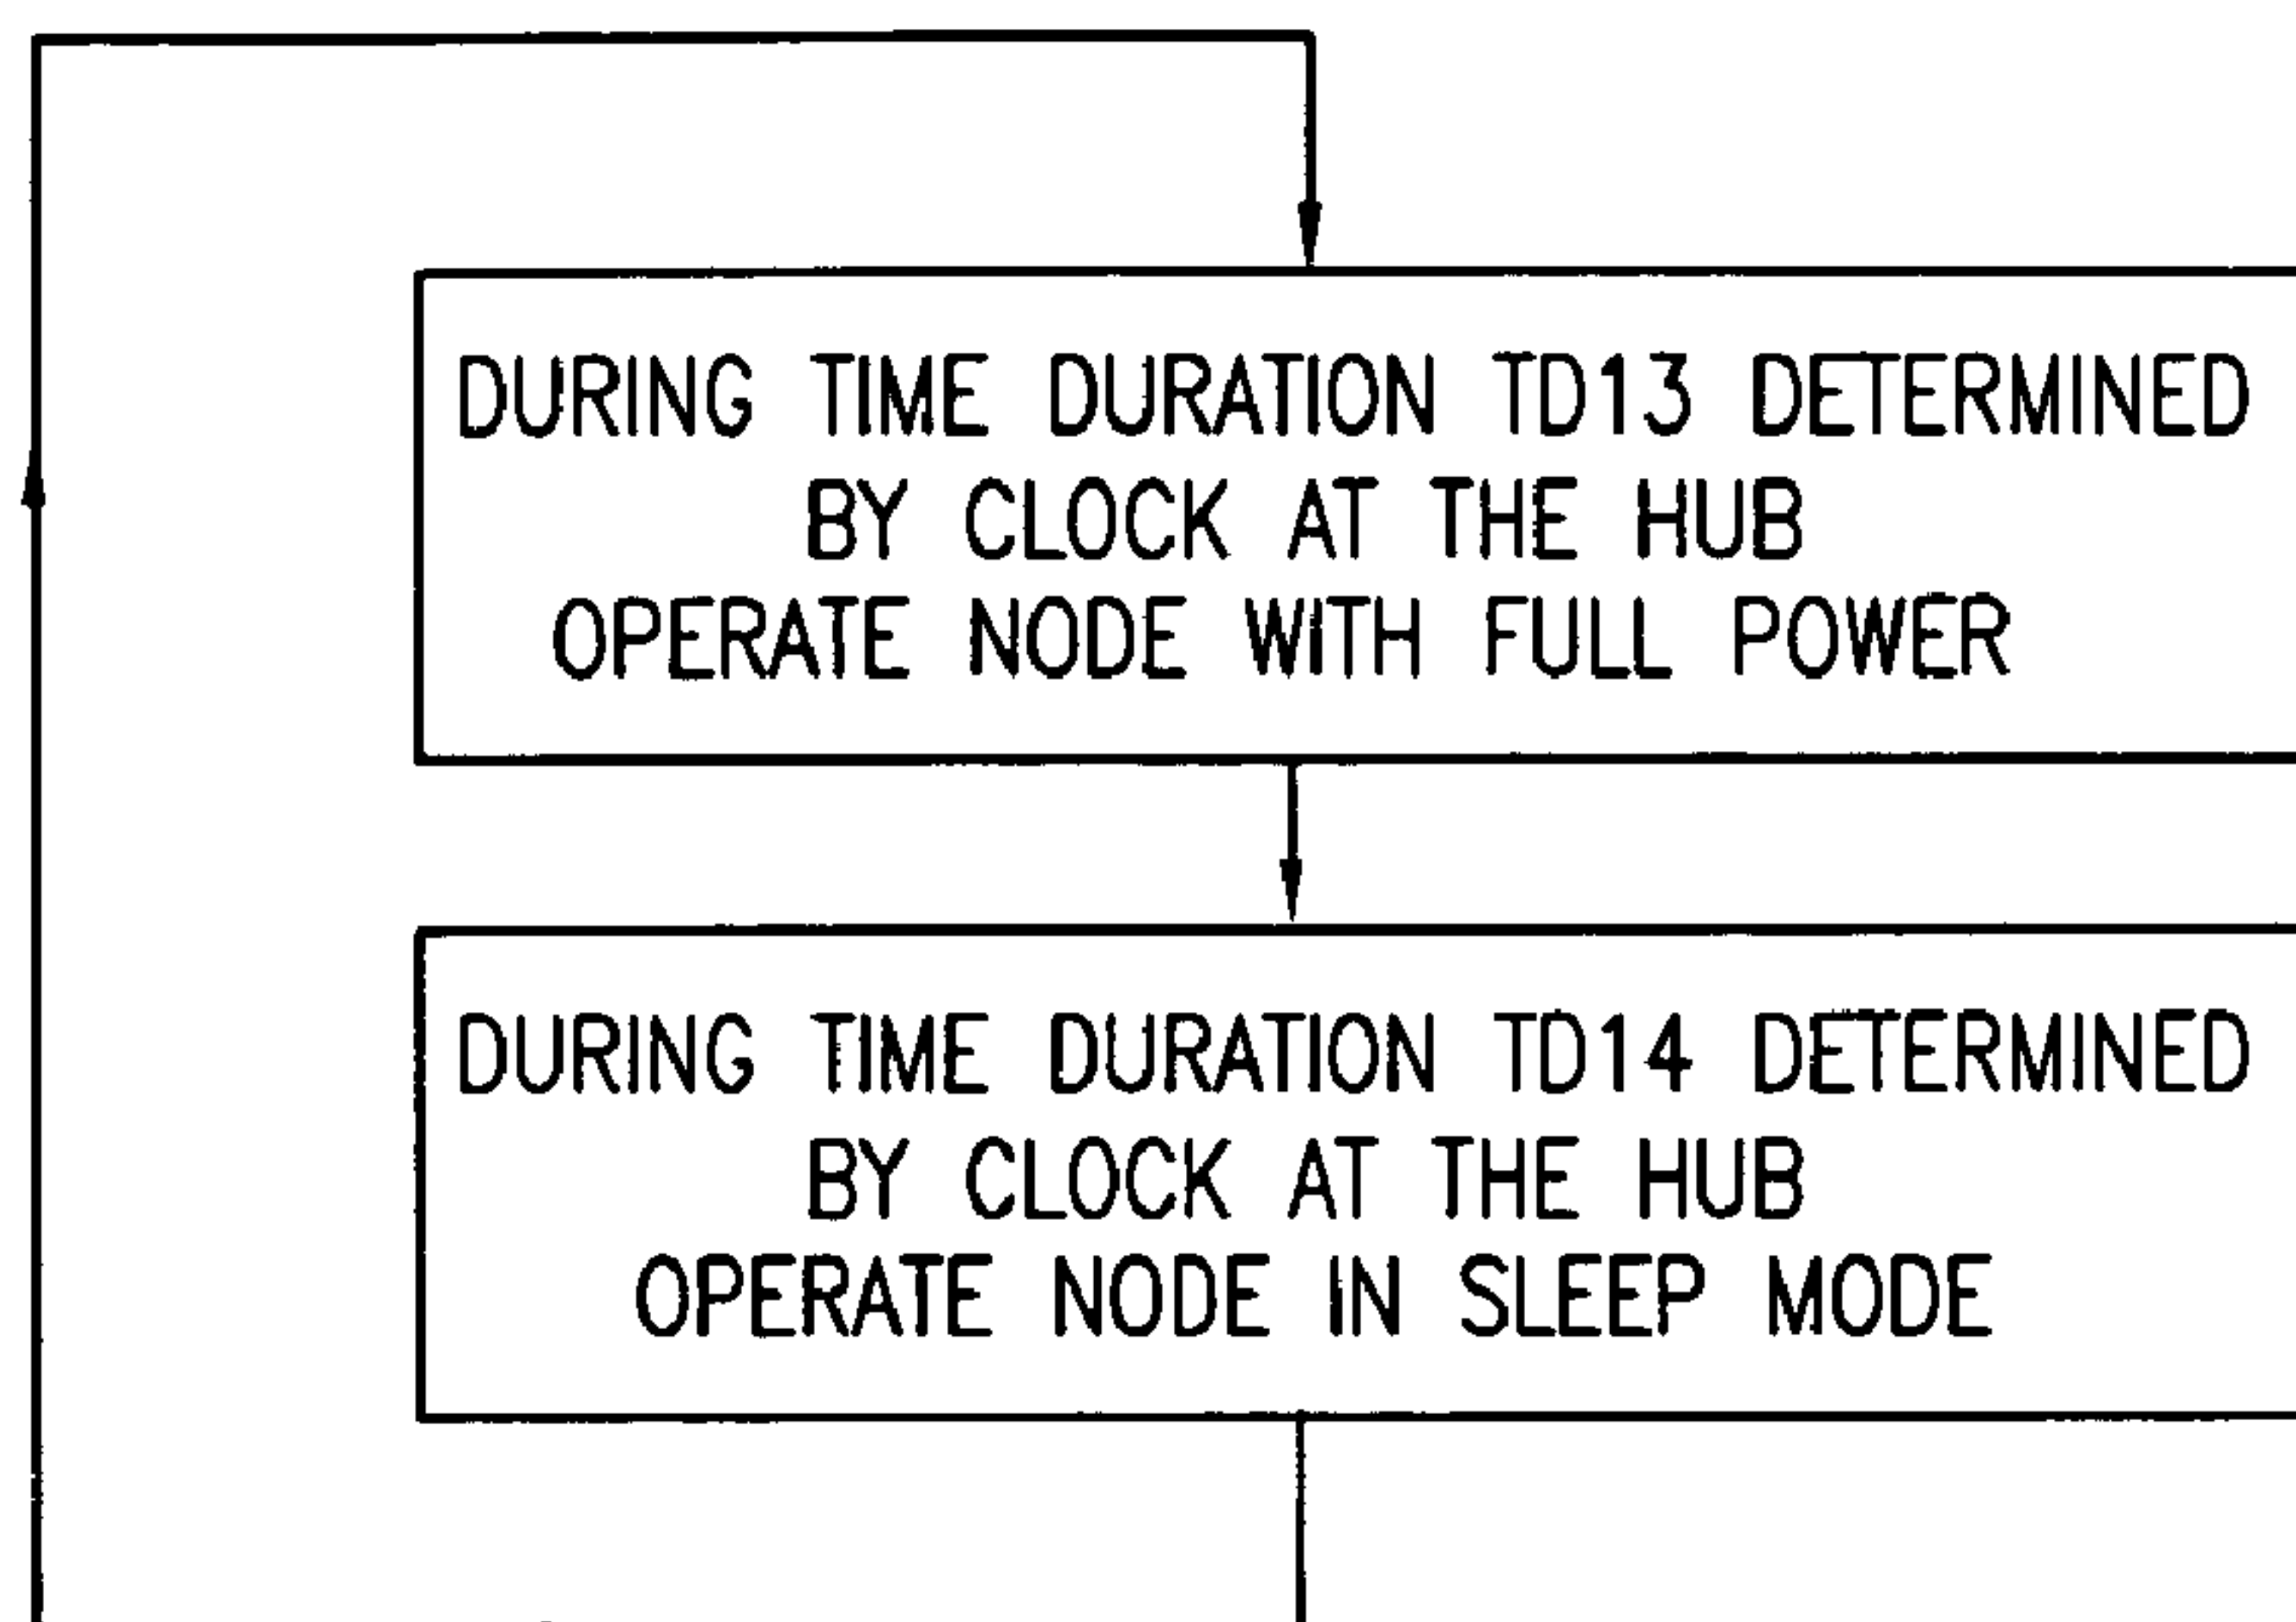 DURING TIME DURATION TD13 DETERMINED
BY CLOCK AT THE HUB
OPERATE NODE WITH FULL POWER
DURING TIME DURATION TD14 DETERMINED
BY CLOCK AT THE HUB
OPERATE NODE IN SLEEP MODE